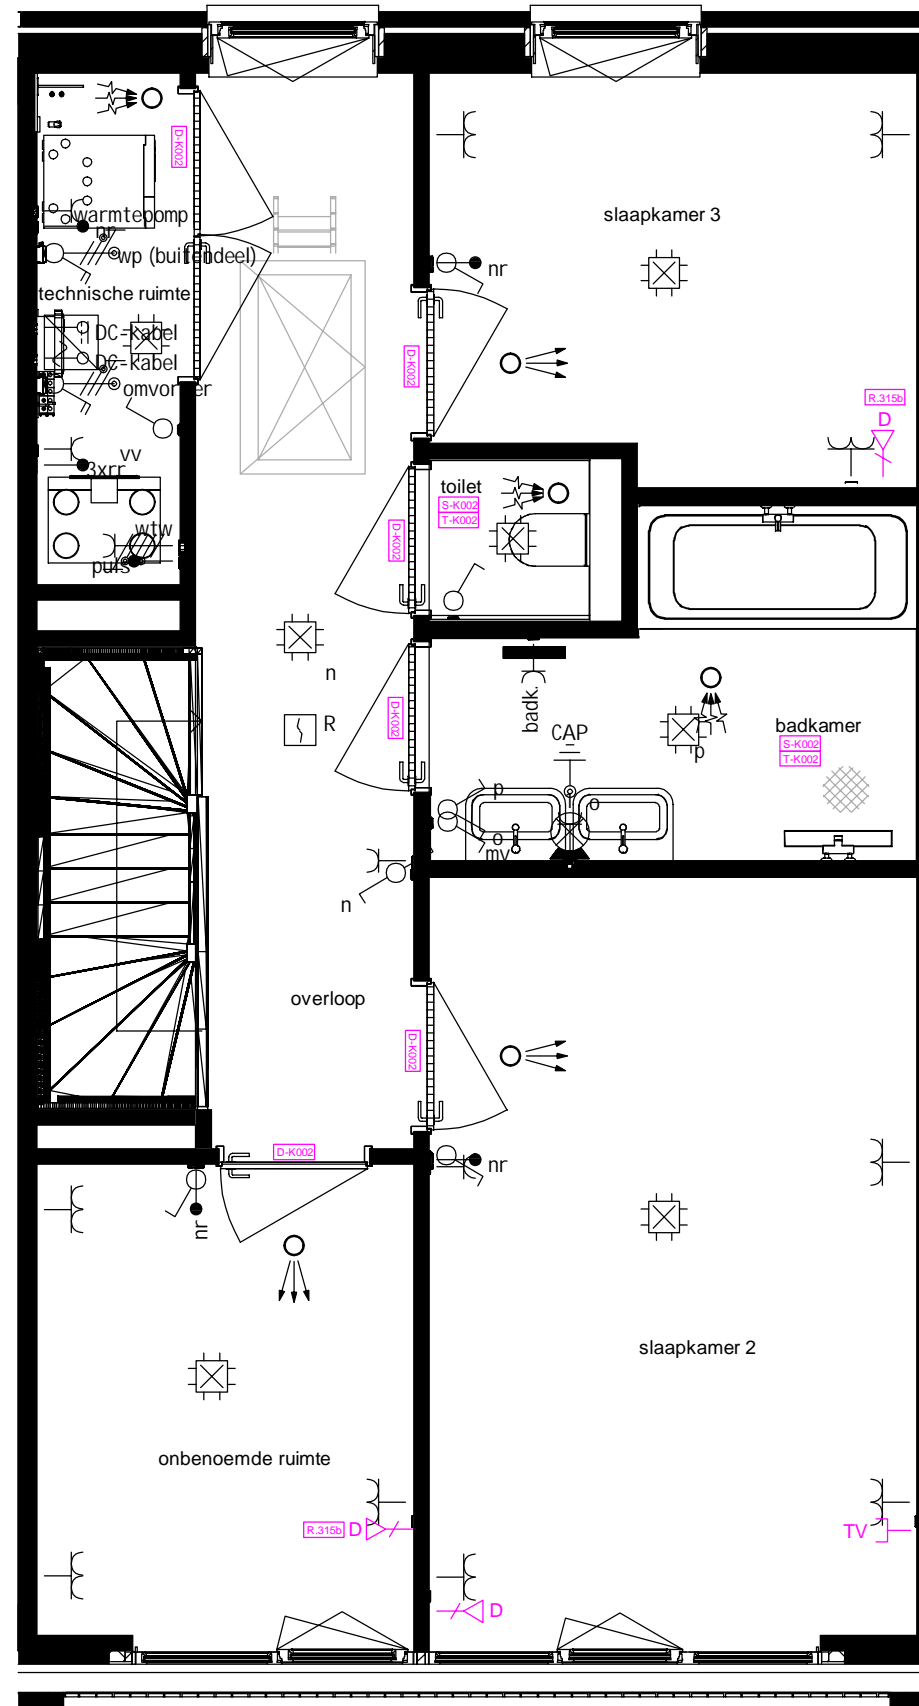 D-K002
warmtepomp
nr
wp (buitendeel)
technische ruimte
DC-kabel
DC-kabel
omvormer
vv
3xrr
wtw
puls
slaapkamer 3
nr
D-K002
R.315b
D
toilet
S-K002
T-K002
D-K002
n
R
D-K002
badk.
CAP
p
badkamer
S-K002
T-K002
p
o
o
mv
n
overloop
D-K002
D-K002
nr
nr
slaapkamer 2
onbenoemde ruimte
R.315b D
TV
D